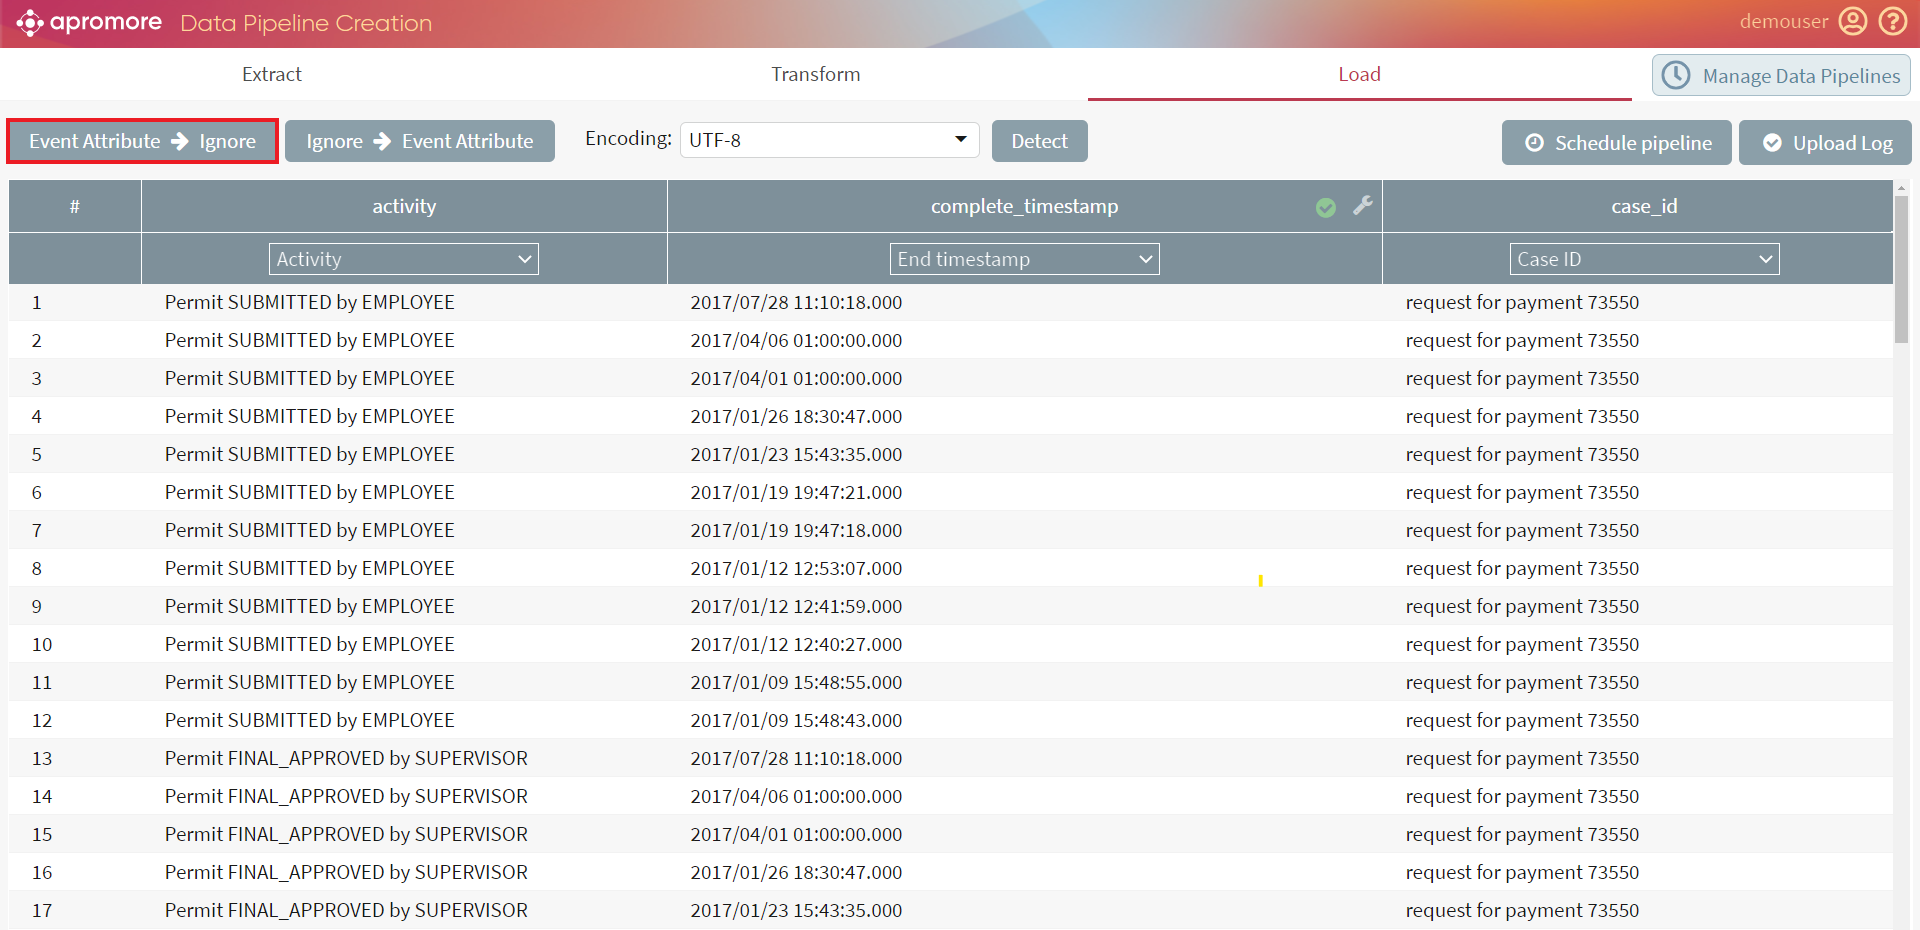 apromore Data Pipeline Creation demouser
Extract Transform Load Manage Data Pipelines
Event Attribute → Ignore Ignore → Event Attribute Encoding: UTF-8 Detect Schedule pipeline Upload Log
# activity complete_timestamp case_id
Activity End timestamp Case ID
1 Permit SUBMITTED by EMPLOYEE 2017/07/28 11:10:18.000 request for payment 73550
2 Permit SUBMITTED by EMPLOYEE 2017/04/06 01:00:00.000 request for payment 73550
3 Permit SUBMITTED by EMPLOYEE 2017/04/01 01:00:00.000 request for payment 73550
4 Permit SUBMITTED by EMPLOYEE 2017/01/26 18:30:47.000 request for payment 73550
5 Permit SUBMITTED by EMPLOYEE 2017/01/23 15:43:35.000 request for payment 73550
6 Permit SUBMITTED by EMPLOYEE 2017/01/19 19:47:21.000 request for payment 73550
7 Permit SUBMITTED by EMPLOYEE 2017/01/19 19:47:18.000 request for payment 73550
8 Permit SUBMITTED by EMPLOYEE 2017/01/12 12:53:07.000 request for payment 73550
9 Permit SUBMITTED by EMPLOYEE 2017/01/12 12:41:59.000 request for payment 73550
10 Permit SUBMITTED by EMPLOYEE 2017/01/12 12:40:27.000 request for payment 73550
11 Permit SUBMITTED by EMPLOYEE 2017/01/09 15:48:55.000 request for payment 73550
12 Permit SUBMITTED by EMPLOYEE 2017/01/09 15:48:43.000 request for payment 73550
13 Permit FINAL_APPROVED by SUPERVISOR 2017/07/28 11:10:18.000 request for payment 73550
14 Permit FINAL_APPROVED by SUPERVISOR 2017/04/06 01:00:00.000 request for payment 73550
15 Permit FINAL_APPROVED by SUPERVISOR 2017/04/01 01:00:00.000 request for payment 73550
16 Permit FINAL_APPROVED by SUPERVISOR 2017/01/26 18:30:47.000 request for payment 73550
17 Permit FINAL_APPROVED by SUPERVISOR 2017/01/23 15:43:35.000 request for payment 73550